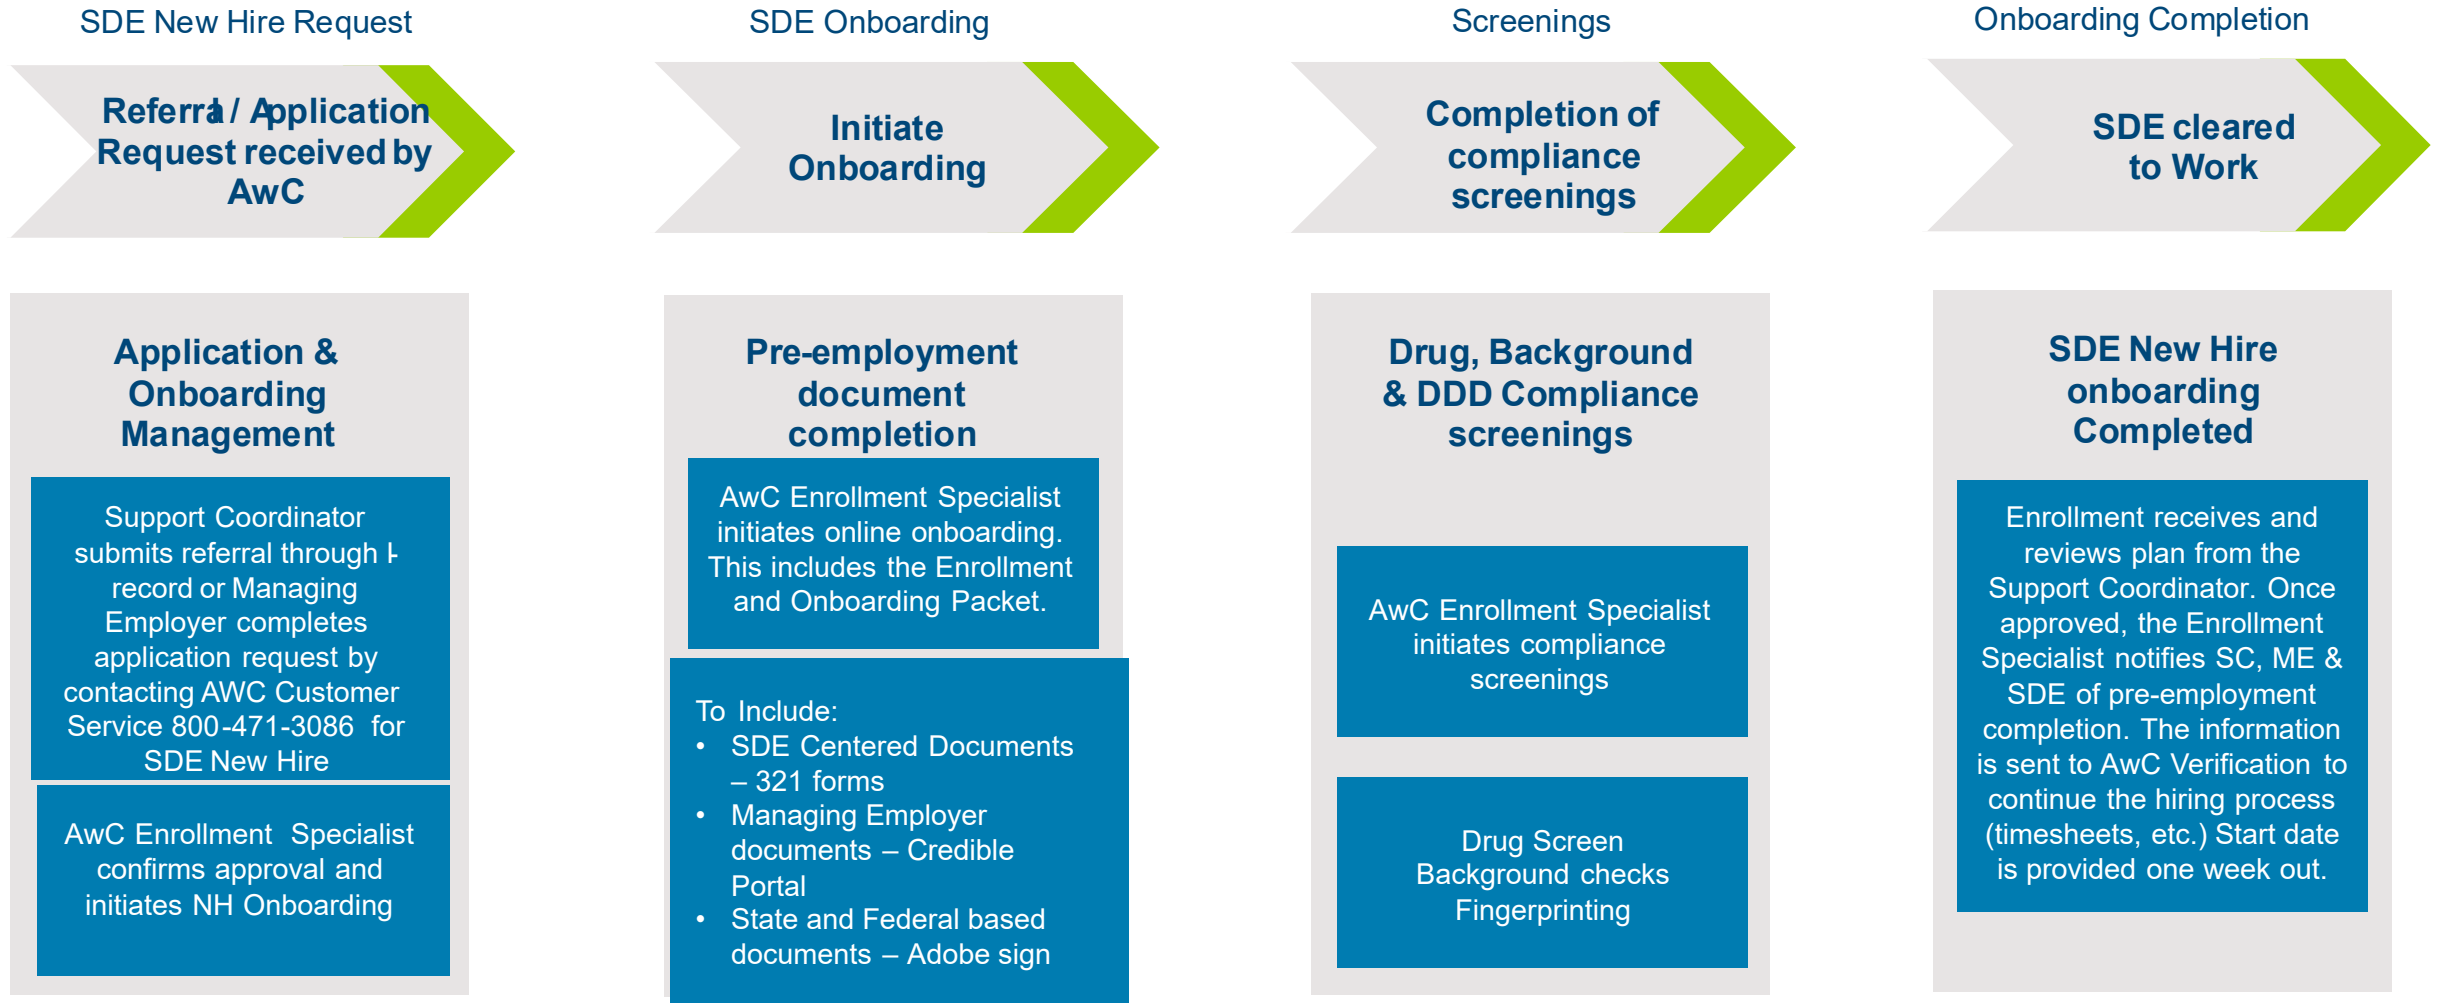 SDE New Hire Request
Referral / Application
Request received by
AwC
Application &
Onboarding
Management
Support Coordinator
submits referral through I-
record or Managing
Employer completes
application request by
contacting AWC Customer
Service 800-471-3086 for
SDE New Hire
AwC Enrollment Specialist
confirms approval and
initiates NH Onboarding
SDE Onboarding
Initiate
Onboarding
Pre-employment
document
completion
AwC Enrollment Specialist
initiates online onboarding.
This includes the Enrollment
and Onboarding Packet.
To Include:
• SDE Centered Documents
– 321 forms
• Managing Employer
documents – Credible
Portal
• State and Federal based
documents – Adobe sign
Screenings
Completion of
compliance
screenings
Drug, Background
& DDD Compliance
screenings
AwC Enrollment Specialist
initiates compliance
screenings
Drug Screen
Background checks
Fingerprinting
Onboarding Completion
SDE cleared
to Work
SDE New Hire
onboarding
Completed
Enrollment receives and
reviews plan from the
Support Coordinator. Once
approved, the Enrollment
Specialist notifies SC, ME &
SDE of pre-employment
completion. The information
is sent to AwC Verification to
continue the hiring process
(timesheets, etc.) Start date
is provided one week out.